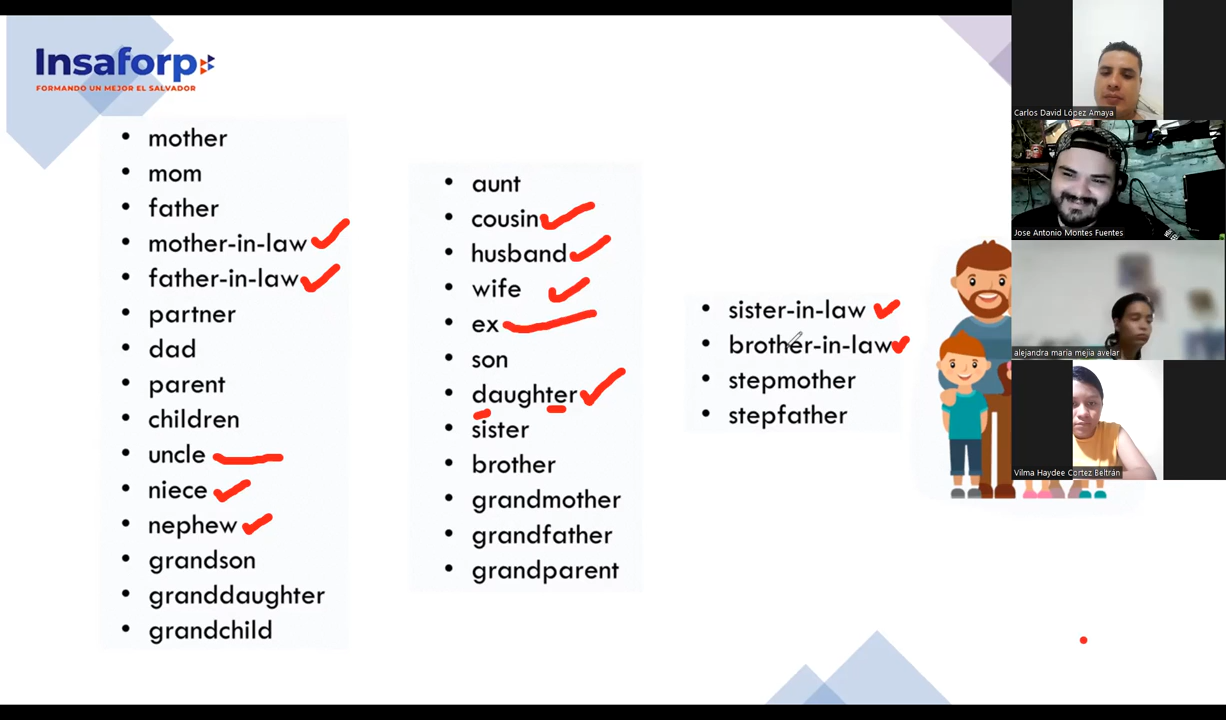 Insaforp
FORMANDO UN MEJOR EL SALVADOR
• mother
• mom
• father
• mother-in-law
• father-in-law
• partner
• dad
• parent
• children
• uncle
• niece
• nephew
• grandson
• granddaughter
• grandchild
• aunt
• cousin
• husband
• wife
• ex
• son
• daughter
• sister
• brother
• grandmother
• grandfather
• grandparent
• sister-in-law
• brother-in-law
• stepmother
• stepfather
Carlos David López Amaya
Jose Antonio Montes Fuentes
alejandra maria mejia avelar
Vilma Haydee Cortez Beltrán